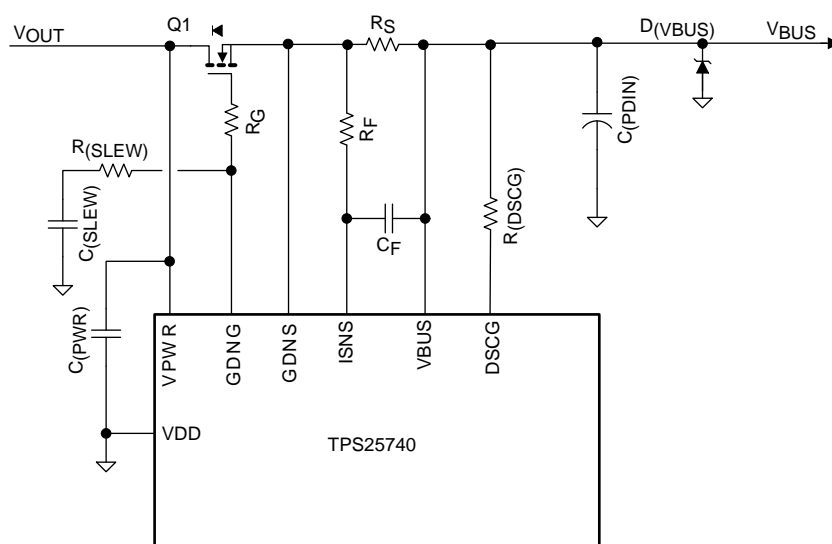 VOUT
Q1
RS
D(VBUS)
VBUS
RG
RF
C(PDIN)
R(SLEW)
C(SLEW)
CF
R(DSCG)
C(PWR)
VPWR
GDNG
GDNS
ISNS
VBUS
DSCG
VDD
TPS25740